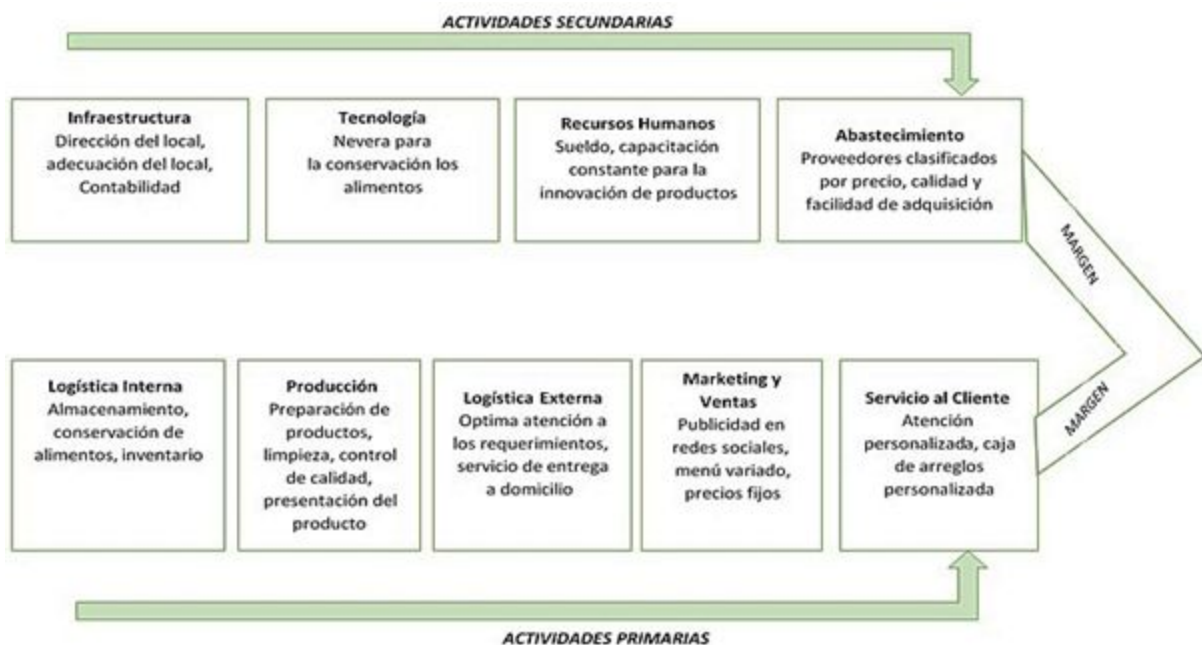 ACTIVIDADES SECUNDARIAS
Infraestructura
Dirección del local,
adecuación del local,
Contabilidad
Tecnología
Nevera para
la conservación los
alimentos
Recursos Humanos
Sueldo, capacitación
constante para la
innovación de productos
Abastecimiento
Proveedores clasificados
por precio, calidad y
facilidad de adquisición
MARGEN
Logística Interna
Almacenamiento,
conservación de
alimentos, inventario
Producción
Preparación de
productos,
limpieza, control
de calidad,
presentación del
producto
Logística Externa
Optima atención a
los requerimientos,
servicio de entrega
a domicilio
Marketing y
Ventas
Publicidad en
redes sociales,
menú variado,
precios fijos
Servicio al Cliente
Atención
personalizada, caja
de arreglos
personalizada
MARGEN
ACTIVIDADES PRIMARIAS